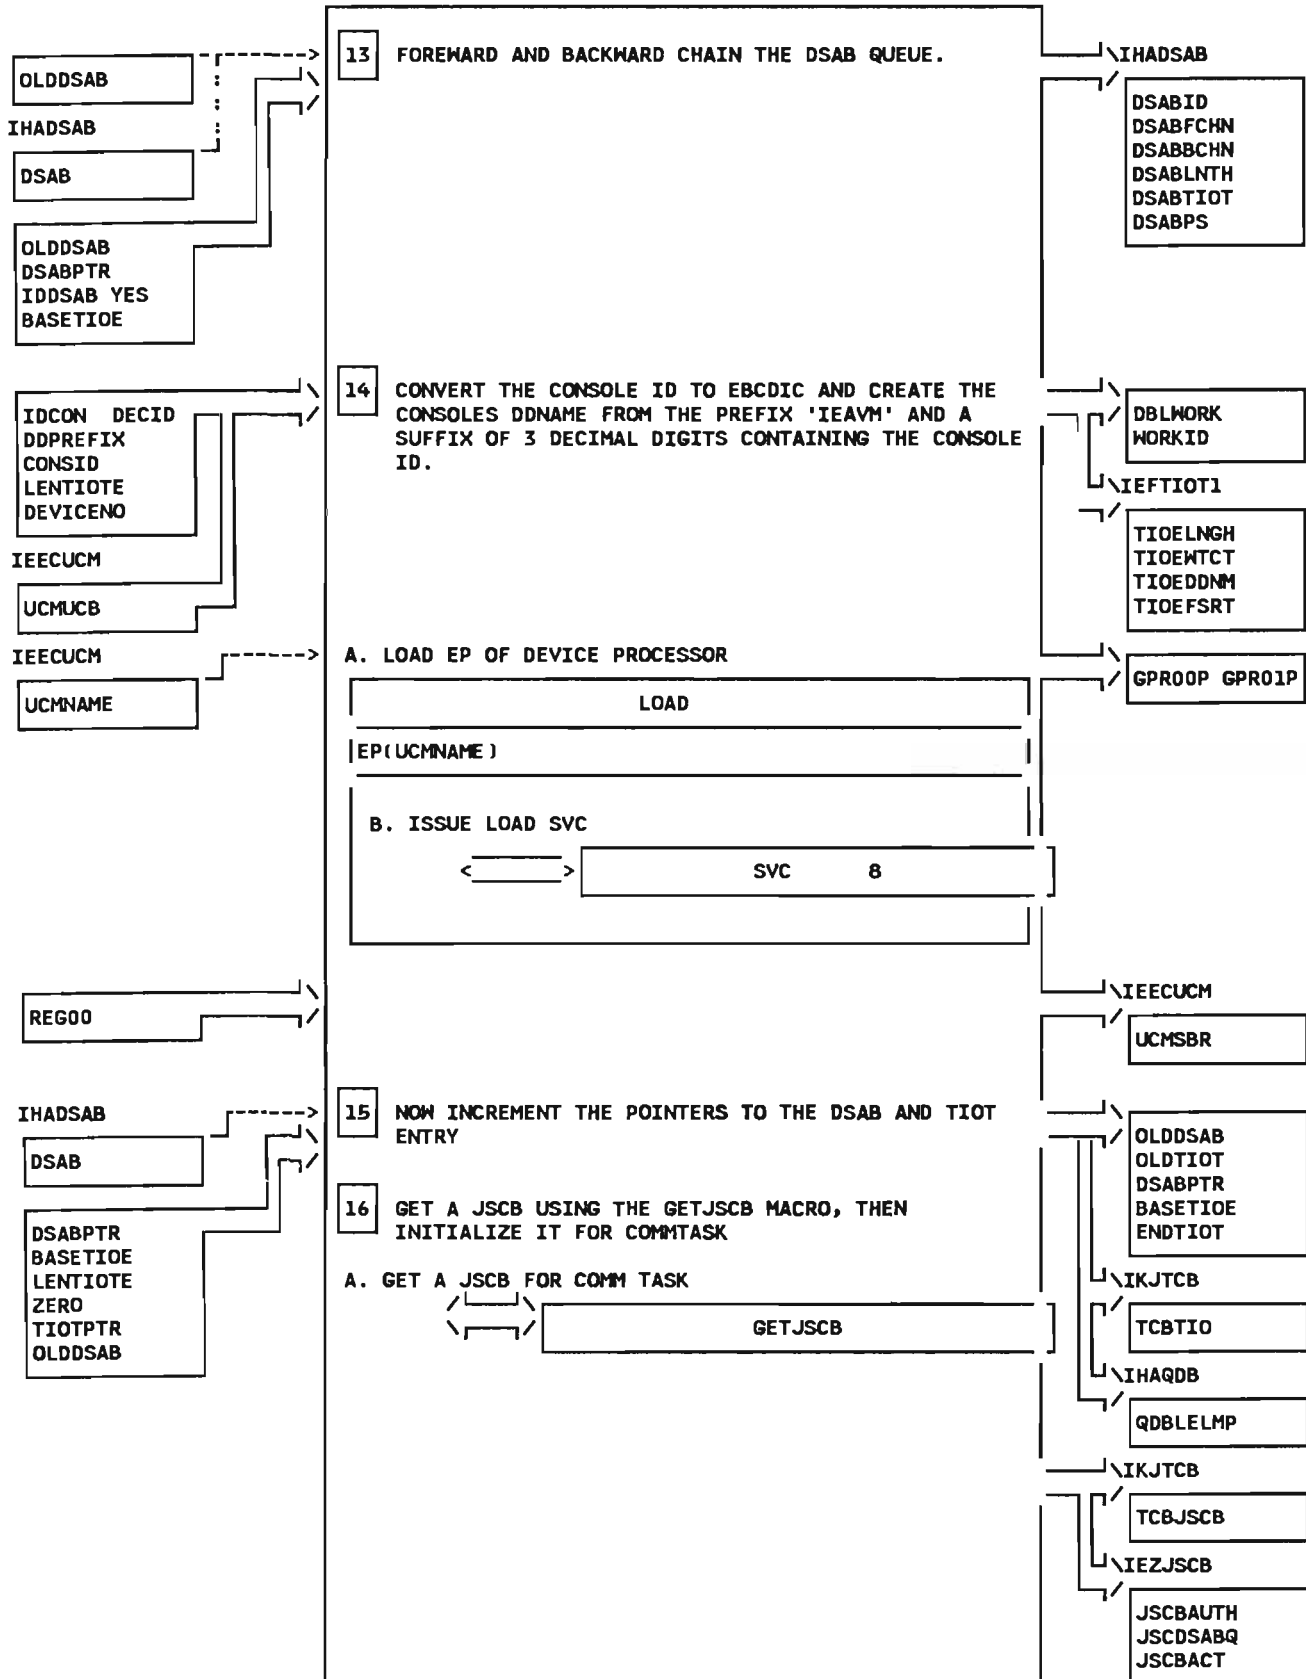 13 FOREWARD AND BACKWARD CHAIN THE DSAB QUEUE.
OLDDSAB
IHADSAB
DSAB
OLDDSAB
DSABPTR
IDDSAB YES
BASETIOE
IHADSAB
DSABID
DSABFCHN
DSABBCHN
DSABLNTH
DSABTIOT
DSABPS
14 CONVERT THE CONSOLE ID TO EBCDIC AND CREATE THE
CONSOLES DDNAME FROM THE PREFIX 'IEAVM' AND A
SUFFIX OF 3 DECIMAL DIGITS CONTAINING THE CONSOLE
ID.
IDCON DECID
DDPREFIX
CONSID
LENTIOTE
DEVICENO
IEECUCM
UCMUCB
DBLWORK
WORKID
IEFTIOT1
TIOELNGH
TIOEWTCT
TIOEDDNM
TIOEFSRT
IEECUCM
UCMNAME
A. LOAD EP OF DEVICE PROCESSOR
LOAD
EP(UCMNAME)
GPR00P GPR01P
B. ISSUE LOAD SVC
SVC 8
REG00
IEECUCM
UCMSBR
15 NOW INCREMENT THE POINTERS TO THE DSAB AND TIOT
ENTRY
IHADSAB
DSAB
DSABPTR
BASETIOE
LENTIOTE
ZERO
TIOTPTR
OLDDSAB
OLDDSAB
OLDTIOT
DSABPTR
BASETIOE
ENDTIOT
16 GET A JSCB USING THE GETJSCB MACRO, THEN
INITIALIZE IT FOR COMMTASK
A. GET A JSCB FOR COMM TASK
GETJSCB
IKJTCB
TCBTIO
IHAQDB
QDBLELMP
IKJTCB
TCBJSCB
IEZJSCB
JSCBAUTH
JSCDSABQ
JSCBACT